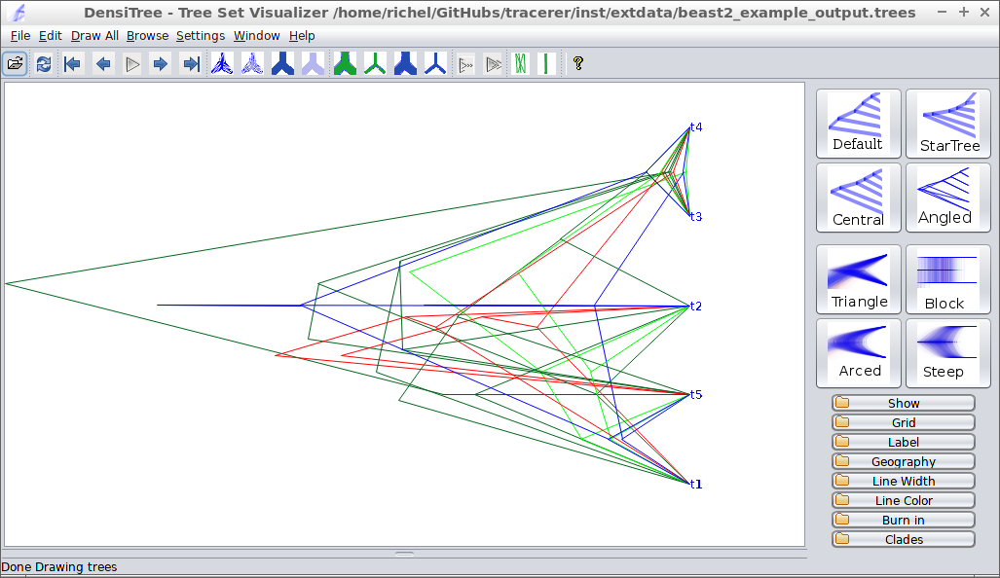 DensiTree - Tree Set Visualizer /home/richel/GitHubs/tracerer/inst/extdata/beast2_example_output.trees
File Edit Draw All Browse Settings Window Help
?
t4
t3
t2
t5
t1
Default StarTree
Central Angled
Triangle Block
Arced Steep
Show
Grid
Label
Geography
Line Width
Line Color
Burn in
Clades
Done Drawing trees